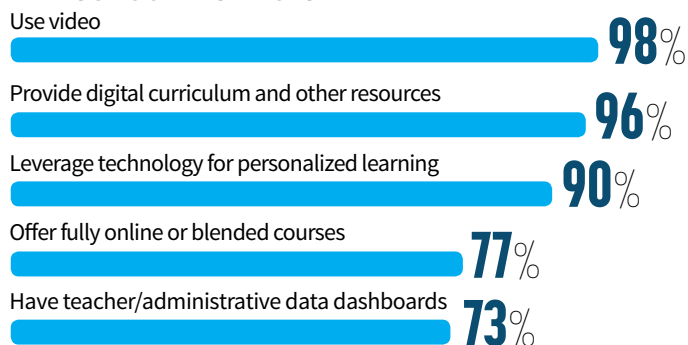 Use video
98%
Provide digital curriculum and other resources
96%
Leverage technology for personalized learning
90%
Offer fully online or blended courses
77%
Have teacher/administrative data dashboards
73%